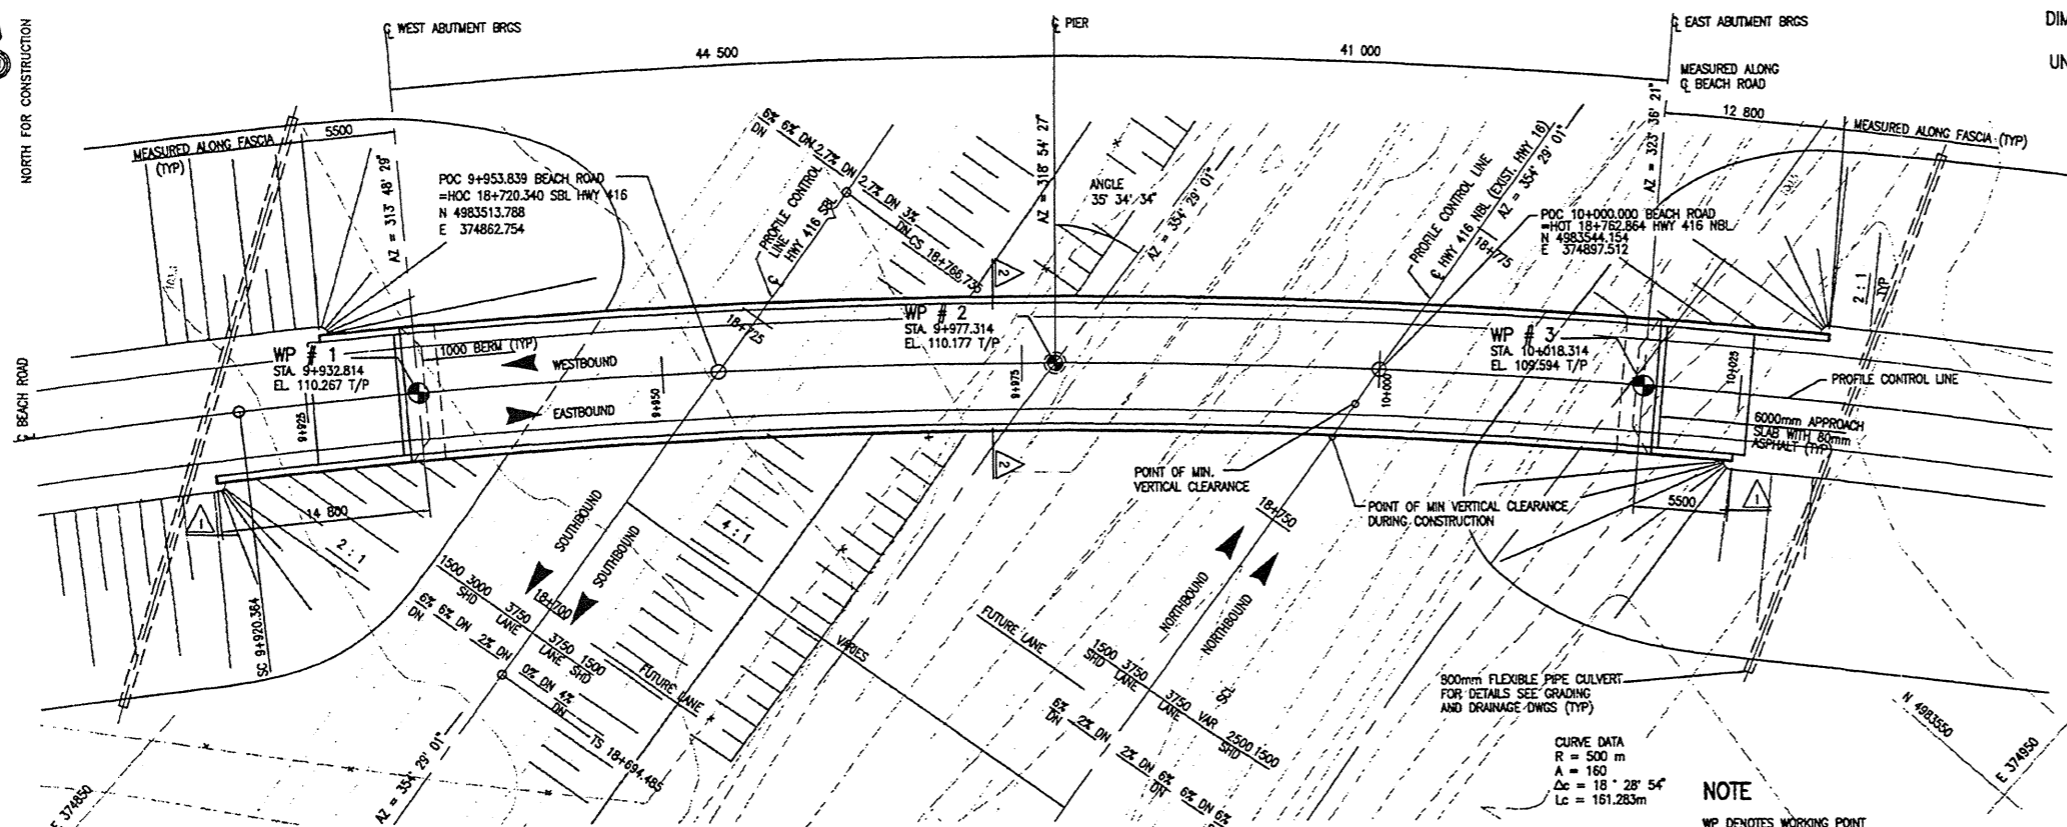 NORTH FOR CONSTRUCTION
℄ WEST ABUTMENT BRGS
℄ PIER
℄ EAST ABUTMENT BRGS
44 500
41 000
MEASURED ALONG
℄ BEACH ROAD
DIM
UN
12 800
MEASURED ALONG FASCIA (TYP)
5500
MEASURED ALONG FASCIA
(TYP)
AZ = 313° 48' 29"
POC 9+953.839 BEACH ROAD
=HOC 18+720.340 SBL HWY 416
N 4983513.788
E 374862.754
6% 6% DN 2.7% DN 2.7% DN 3%
DN
DN
CS 18+766.735
PROFILE CONTROL
LINE
℄ HWY 416 SBL
AZ = 318° 54' 27"
ANGLE
35° 34' 34"
AZ = 354° 29' 01"
PROFILE CONTROL LINE
℄ HWY 416 NBL (EXIST. HWY 16)
AZ = 354° 29' 01"
18+775
AZ = 323° 36' 21"
POC 10+000.000 BEACH ROAD
=HOT 18+762.864 HWY 416 NBL
N 4983544.154
E 374897.512
2 : 1
TYP
2
18+725
WP # 1
STA. 9+932.814
EL. 110.267 T/P
1000 BERM (TYP)
WESTBOUND
EASTBOUND
9+925
9+950
WP # 2
STA. 9+977.314
EL. 110.177 T/P
9+975
10+000
WP # 3
STA. 10+018.314
EL. 109.594 T/P
10+025
PROFILE CONTROL LINE
6000mm APPROACH
SLAB WITH 80mm
ASPHALT (TYP)
℄ BEACH ROAD
2
POINT OF MIN.
VERTICAL CLEARANCE
POINT OF MIN VERTICAL CLEARANCE
DURING CONSTRUCTION
5500
1
1
14 800
2 : 1
SC 9+920.364
SOUTHBOUND
SOUTHBOUND
18+700
4 : 1
1500 3000 3750 3750 1500
SHD LANE LANE SHD
FUTURE LANE
6% 6% DN 2% DN 0% DN 4%
DN
DN
TS 18+694.485
VARIES
AZ = 354° 29' 01"
18+750
NORTHBOUND
NORTHBOUND
FUTURE LANE
1500 3750 3750 VAR 2500 1500
SHD LANE LANE SHD
SCL
6% 2% DN 2% DN 6% 6% DN 6%
DN
DN
800mm FLEXIBLE PIPE CULVERT
FOR DETAILS SEE GRADING
AND DRAINAGE DWGS (TYP)
N 4983550
E 374950
E 374850
CURVE DATA
R = 500 m
A = 160
Δc = 18° 28' 54"
Lc = 161.283m
NOTE
WP DENOTES WORKING POINT